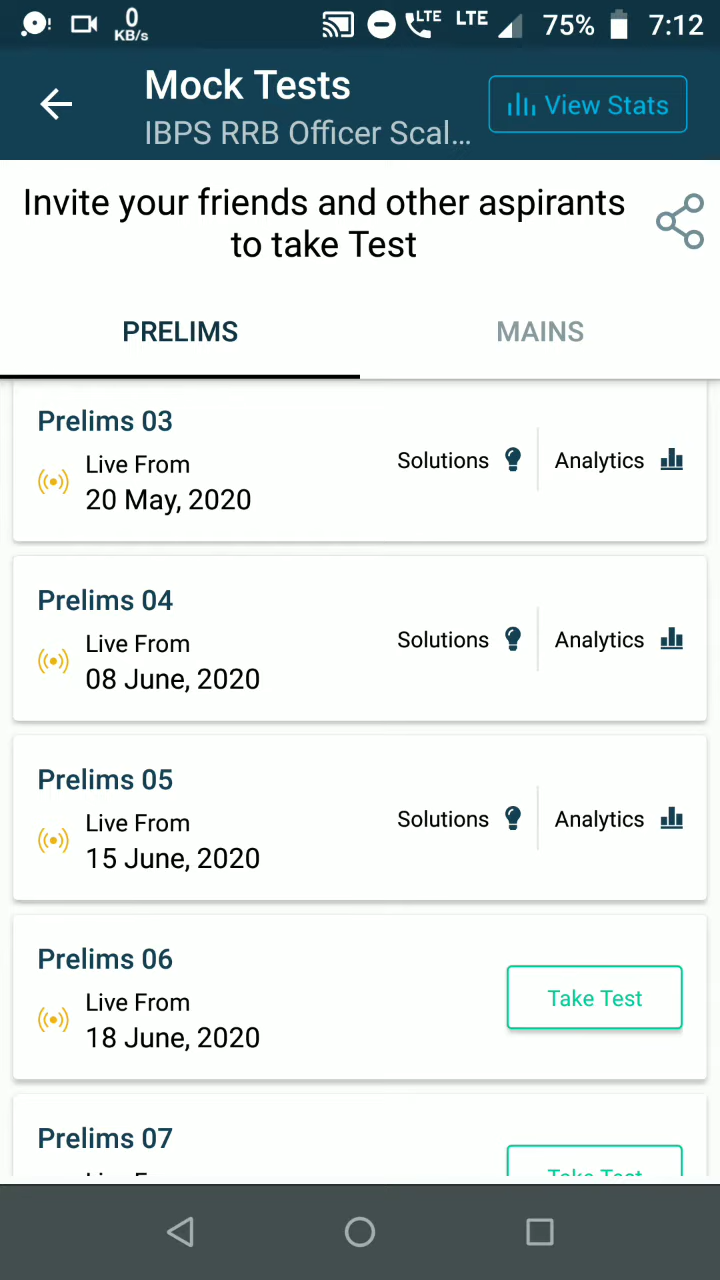 0
KB/s
LTE
LTE
75%
7:12
Mock Tests
IBPS RRB Officer Scal...
View Stats
Invite your friends and other aspirants
to take Test
PRELIMS
MAINS
Prelims 03
Live From
20 May, 2020
Solutions
Analytics
Prelims 04
Live From
08 June, 2020
Solutions
Analytics
Prelims 05
Live From
15 June, 2020
Solutions
Analytics
Prelims 06
Live From
18 June, 2020
Take Test
Prelims 07
Take Test